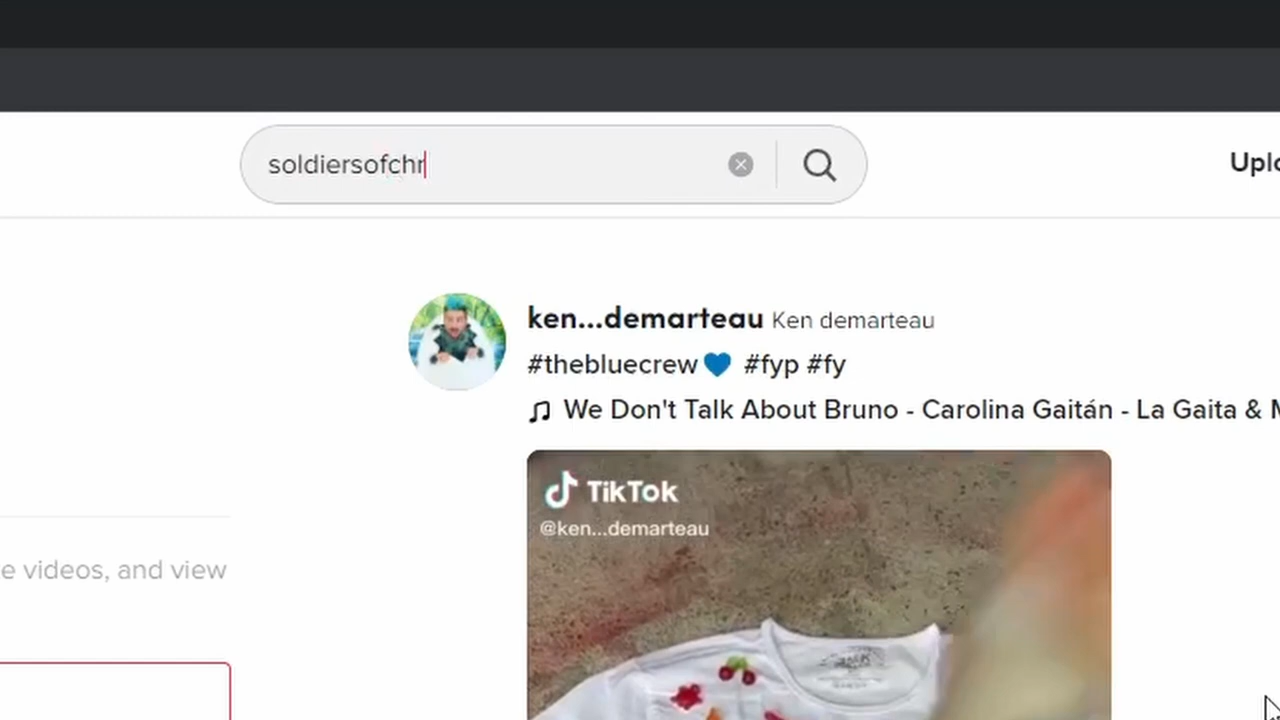 soldiersofchr
Uplo
ken...demarteau Ken demarteau
#thebluecrew💙 #fyp #fy
We Don't Talk About Bruno - Carolina Gaitán - La Gaita & M
TikTok
@ken...demarteau
e videos, and view